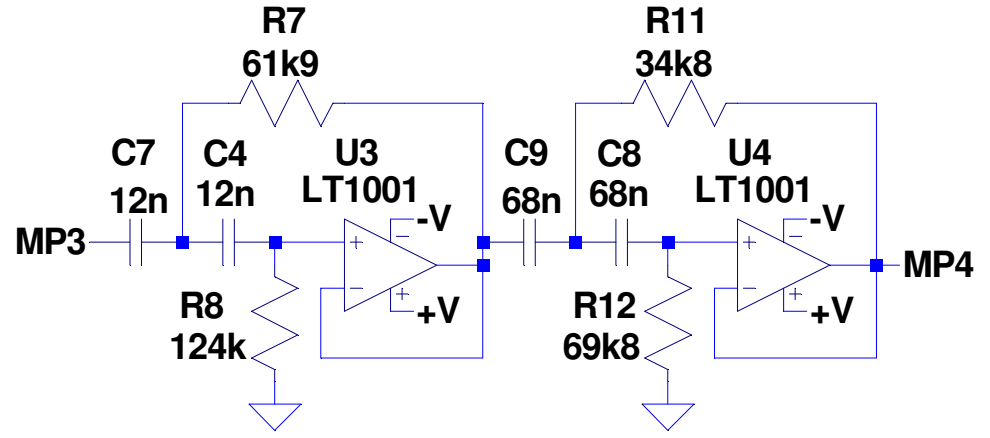 R7
61k9
R11
34k8
C7
12n
C4
12n
U3
LT1001
C9
68n
C8
68n
U4
LT1001
-V
-V
MP3
MP4
R8
124k
+V
R12
69k8
+V